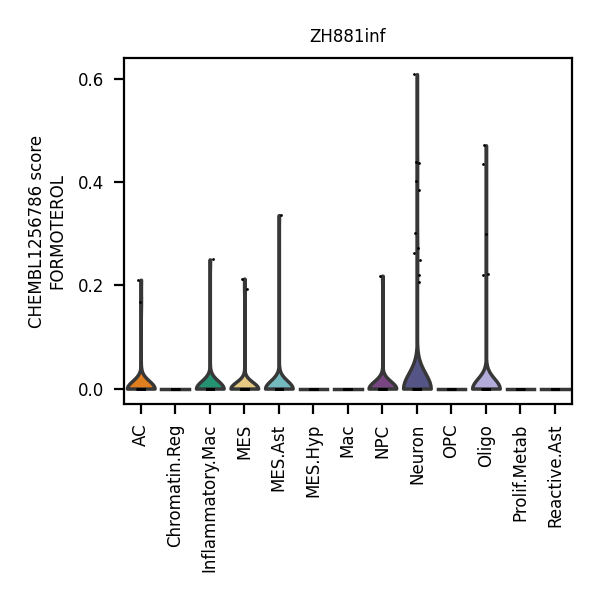 ZH881inf
CHEMBL1256786 score
FORMOTEROL
0.6
0.4
0.2
0.0
AC
Chromatin.Reg
Inflammatory.Mac
MES
MES.Ast
MES.Hyp
Mac
NPC
Neuron
OPC
Oligo
Prolif.Metab
Reactive.Ast